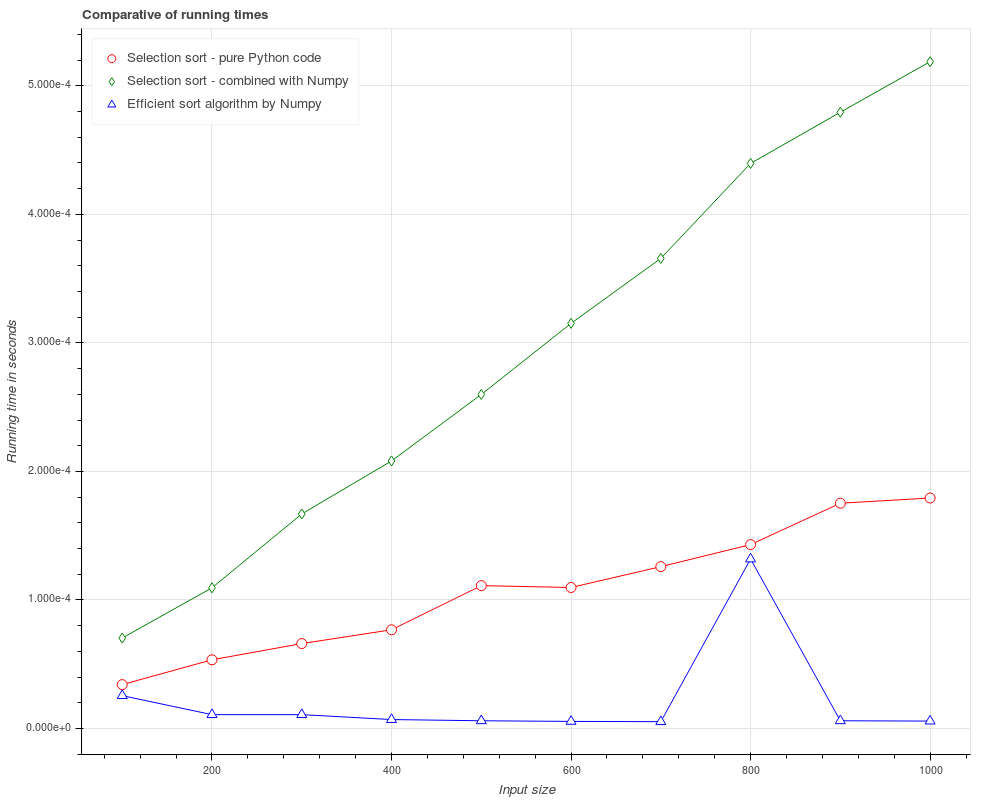 Comparative of running times
Selection sort - pure Python code
Selection sort - combined with Numpy
Efficient sort algorithm by Numpy
5.000e-4
4.000e-4
3.000e-4
2.000e-4
1.000e-4
0.000e+0
Running time in seconds
200 400 600 800 1000
Input size